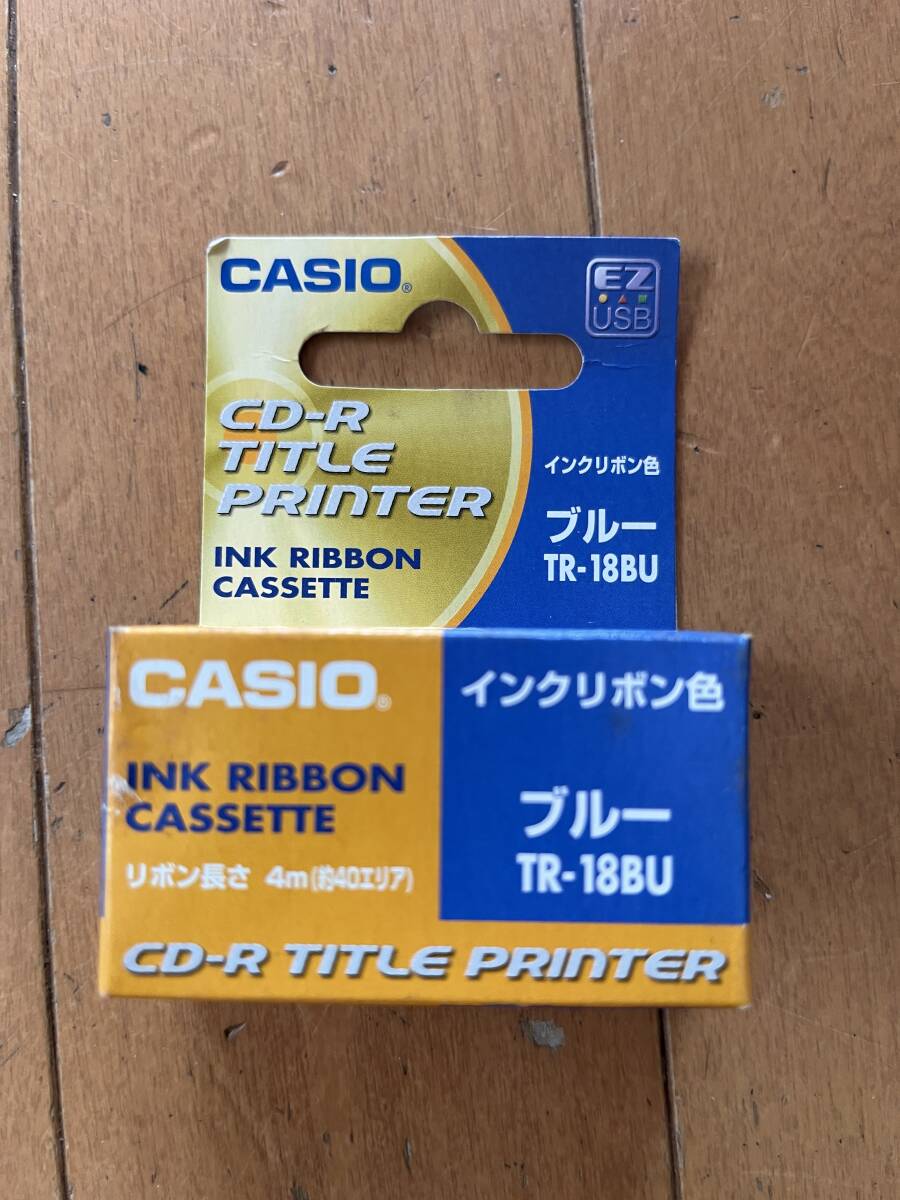 CASIO®
EZ
USB
CD-R
TITLE
PRINTER
INK RIBBON
CASSETTE
インクリボン色
ブルー
TR-18BU
CASIO®
INK RIBBON
CASSETTE
リボン長さ 4m(約40エリア)
インクリボン色
ブルー
TR-18BU
CD-R TITLE PRINTER